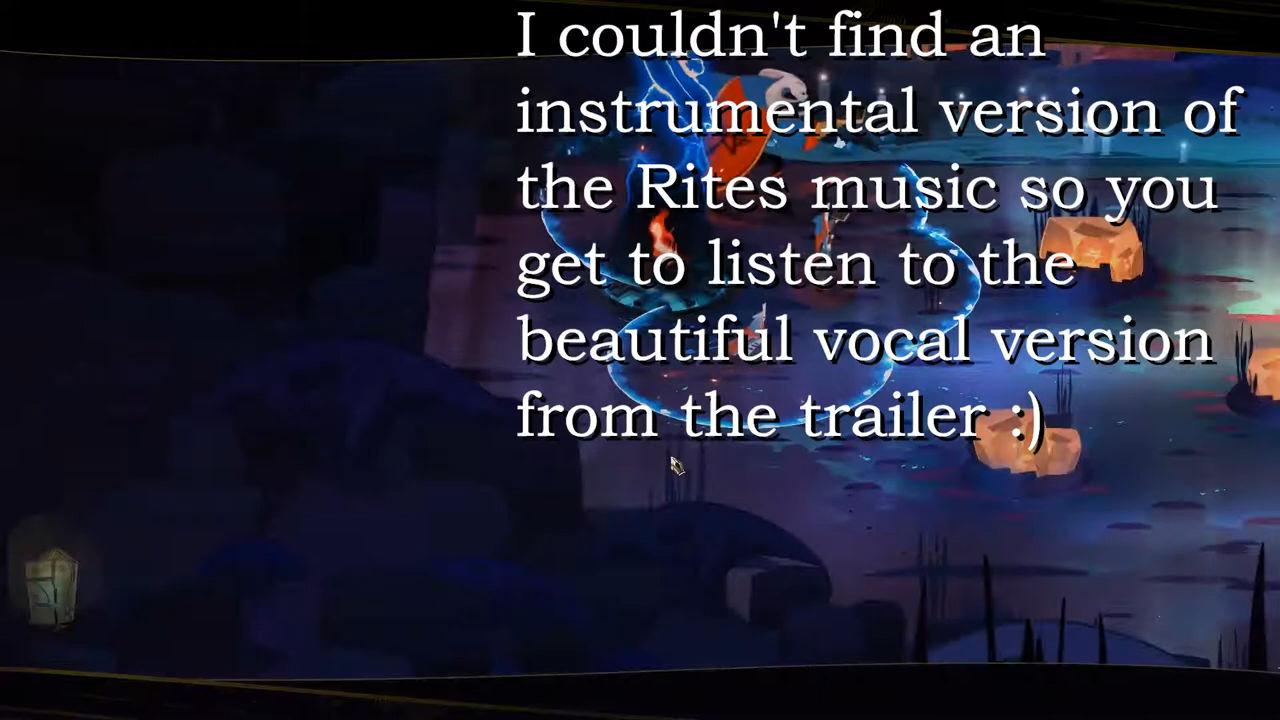 I couldn't find an
instrumental version of
the Rites music so you
get to listen to the
beautiful vocal version
from the trailer :)